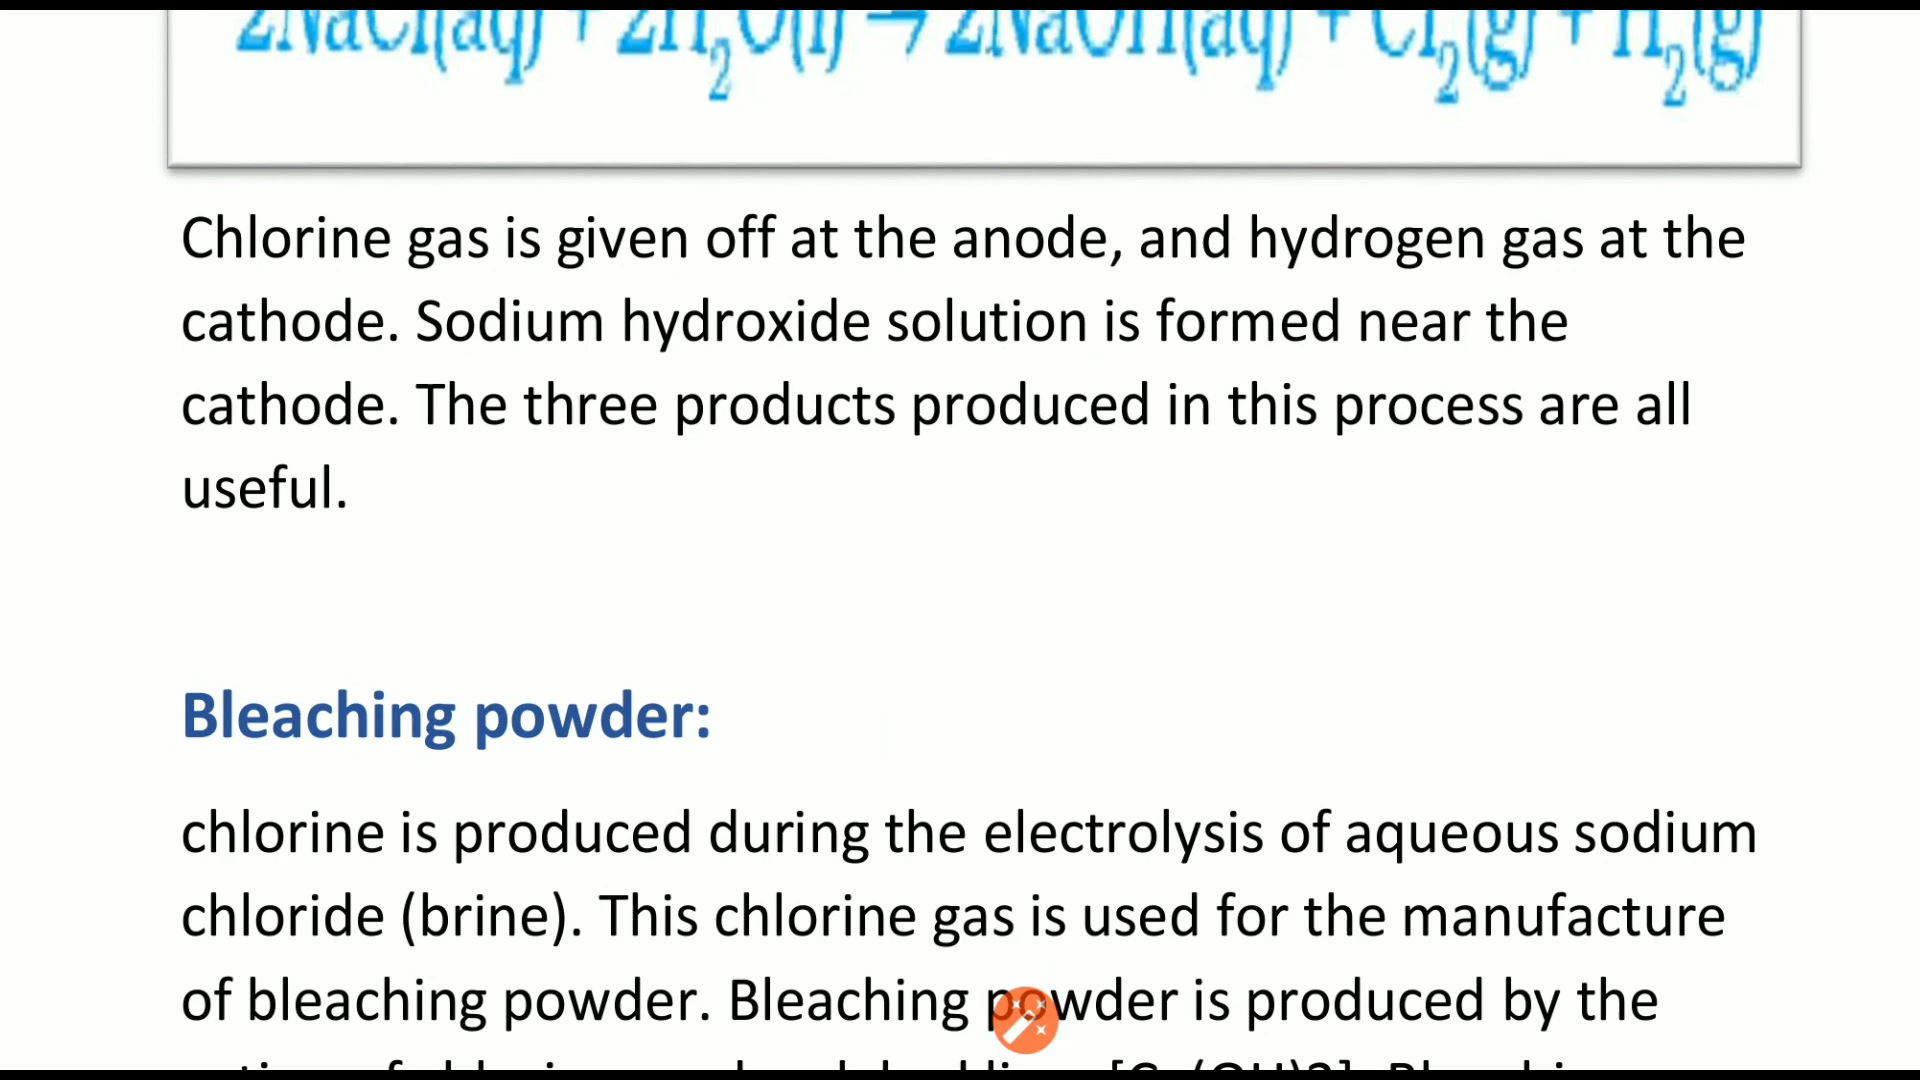 2NaCl(aq) + 2H₂O(l) → 2NaOH(aq) + Cl₂(g) + H₂(g)
Chlorine gas is given off at the anode, and hydrogen gas at the
cathode. Sodium hydroxide solution is formed near the
cathode. The three products produced in this process are all
useful.
Bleaching powder:
chlorine is produced during the electrolysis of aqueous sodium
chloride (brine). This chlorine gas is used for the manufacture
of bleaching powder. Bleaching powder is produced by the